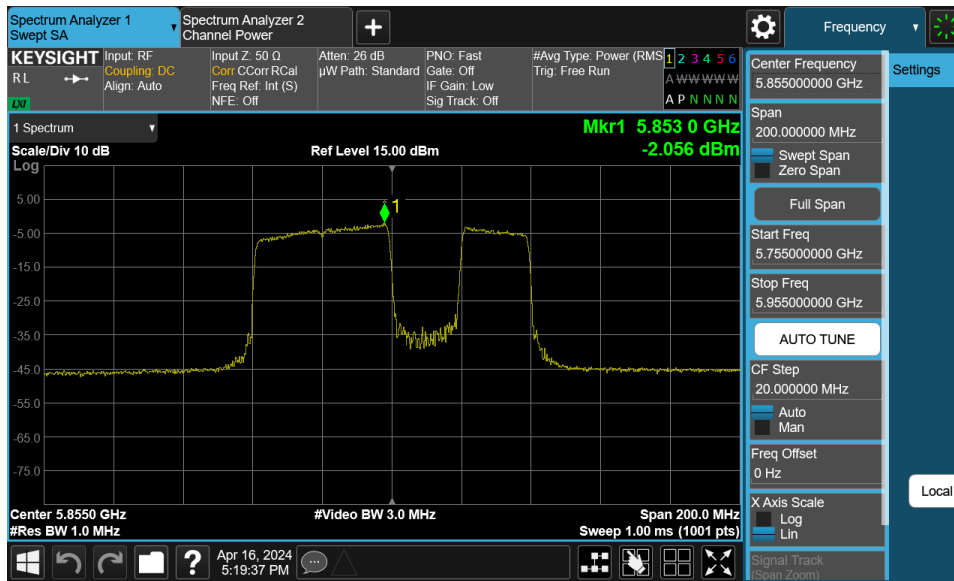 Spectrum Analyzer 1
Swept SA
Spectrum Analyzer 2
Channel Power
Frequency
KEYSIGHT
RL
LXI
Input: RF
Coupling: DC
Align: Auto
Input Z: 50 Ω
Corr CCorr RCal
Freq Ref: Int (S)
NFE: Off
Atten: 26 dB
µW Path: Standard
PNO: Fast
Gate: Off
IF Gain: Low
Sig Track: Off
#Avg Type: Power (RMS
Trig: Free Run
1 2 3 4 5 6
A W W W W W
A P N N N N
1 Spectrum
Mkr1 5.853 0 GHz
Scale/Div 10 dB
Ref Level 15.00 dBm
-2.056 dBm
Log
1
5.00
-5.00
-15.0
-25.0
-35.0
-45.0
-55.0
-65.0
-75.0
Center 5.8550 GHz
#Video BW 3.0 MHz
Span 200.0 MHz
#Res BW 1.0 MHz
Sweep 1.00 ms (1001 pts)
Center Frequency
5.855000000 GHz
Settings
Span
200.000000 MHz
Swept Span
Zero Span
Full Span
Start Freq
5.755000000 GHz
Stop Freq
5.955000000 GHz
AUTO TUNE
CF Step
20.000000 MHz
Auto
Man
Freq Offset
0 Hz
Local
X Axis Scale
Log
Lin
Signal Track
(Span Zoom)
?
Apr 16, 2024
5:19:37 PM